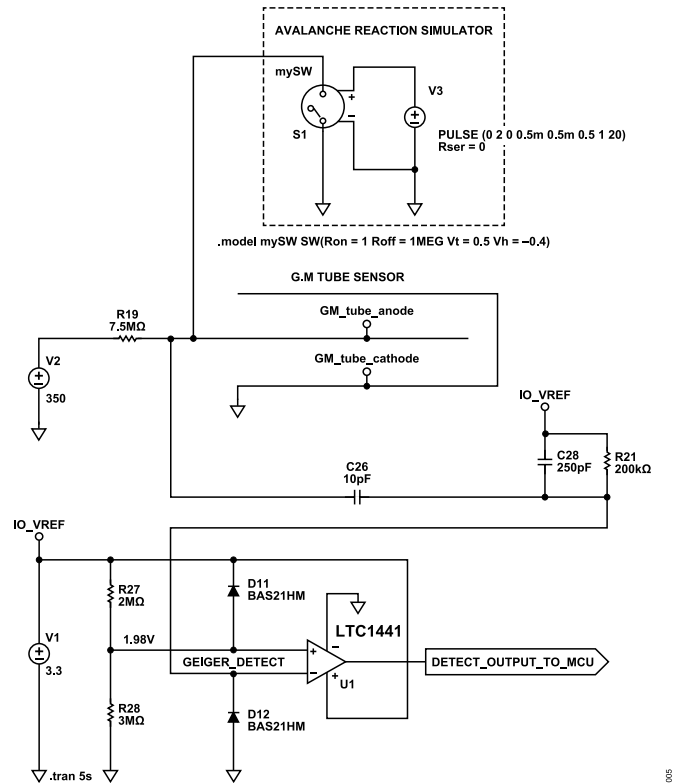 AVALANCHE REACTION SIMULATOR
mySW
+
–
S1
V3
+
–
PULSE (0 2 0 0.5m 0.5m 0.5 1 20)
Rser = 0
.model mySW SW(Ron = 1 Roff = 1MEG Vt = 0.5 Vh = –0.4)
G.M TUBE SENSOR
R19
7.5MΩ
GM_tube_anode
GM_tube_cathode
V2
+
–
350
IO_VREF
C28
250pF
R21
200kΩ
C26
10pF
IO_VREF
R27
2MΩ
D11
BAS21HM
LTC1441
V1
+
–
3.3
1.98V
GEIGER_DETECT
+
–
–
+
U1
DETECT_OUTPUT_TO_MCU
R28
3MΩ
D12
BAS21HM
.tran 5s
005